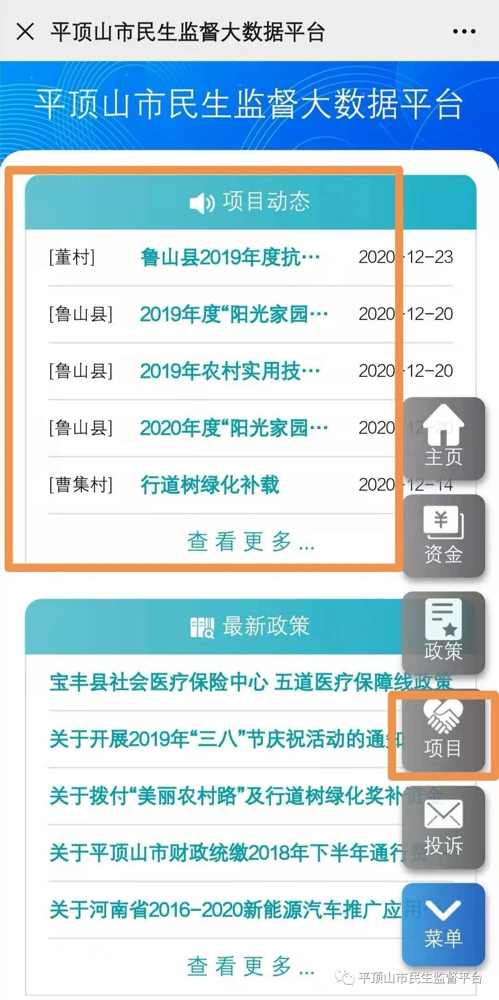 平顶山市民生监督大数据平台
平顶山市民生监督大数据平台
项目动态
[董村] 鲁山县2019年度抗… 2020-12-23
[鲁山县] 2019年度“阳光家园… 2020-12-20
[鲁山县] 2019年农村实用技… 2020-12-20
[鲁山县] 2020年度“阳光家园… 2020-12-20
[曹集村] 行道树绿化补载 2020-12-14
查看更多...
主页
资金
最新政策
政策
宝丰县社会医疗保险中心 五道医疗保障线政策
关于开展2019年“三八”节庆祝活动的通知
项目
关于拨付“美丽农村路”及行道树绿化奖补资金
关于平顶山市财政统缴2018年下半年通行费
投诉
关于河南省2016-2020新能源汽车推广应用
菜单
查看更多...
平顶山市民生监督平台